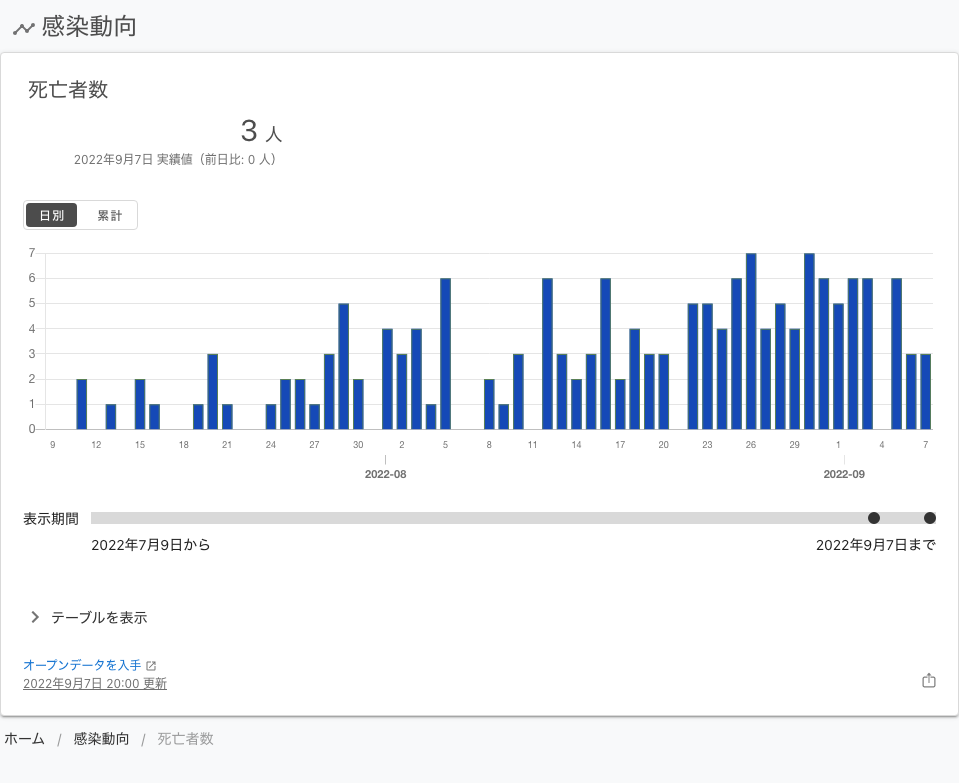 感染動向
死亡者数
3 人
2022年9月7日 実績値（前日比: 0 人）
日別 累計
7
6
5
4
3
2
1
0
9 12 15 18 21 24 27 30 2 5 8 11 14 17 20 23 26 29 1 4 7
2022-08 2022-09
表示期間
2022年7月9日から 2022年9月7日まで
テーブルを表示
オープンデータを入手
2022年9月7日 20:00 更新
ホーム / 感染動向 / 死亡者数